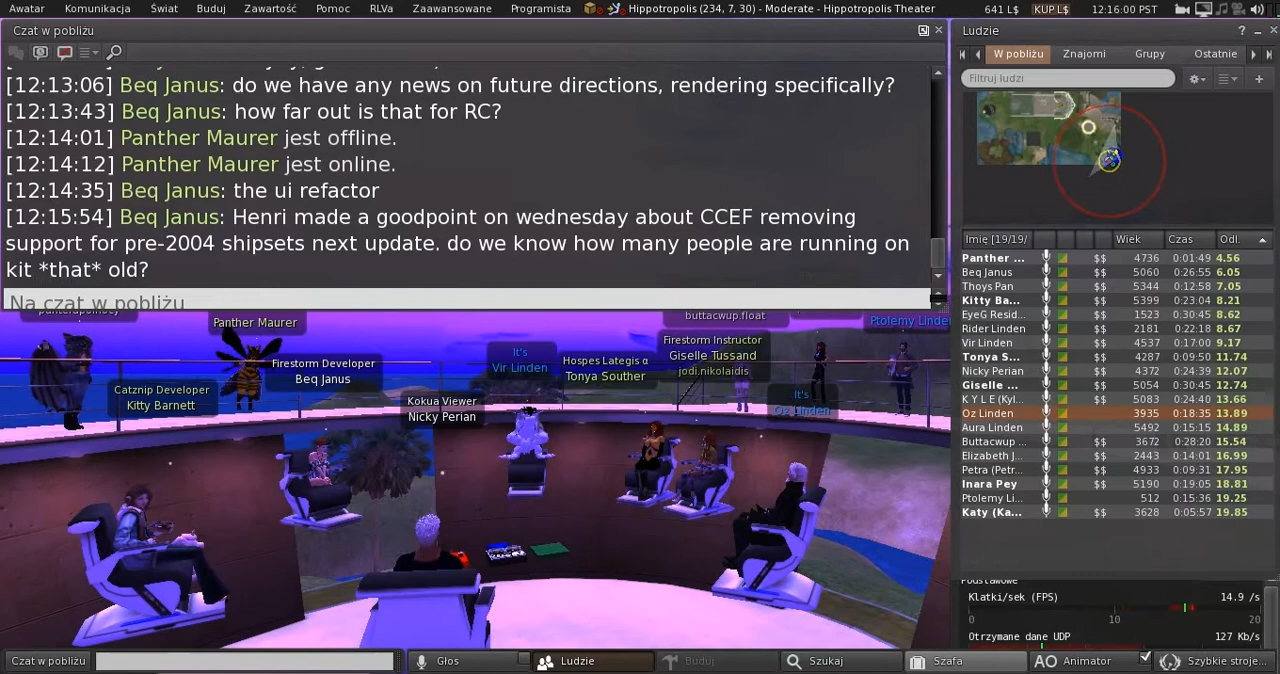 Awatar Komunikacja Świat Buduj Zawartość Pomoc RLVa Zaawansowane Programista Hippotropolis (234, 7, 30) - Moderate - Hippotropolis Theater 641 L$ KUP L$ 12:16:00 PST
Czat w pobliżu
[12:13:06] Beq Janus: do we have any news on future directions, rendering specifically?
[12:13:43] Beq Janus: how far out is that for RC?
[12:14:01] Panther Maurer jest offline.
[12:14:12] Panther Maurer jest online.
[12:14:35] Beq Janus: the ui refactor
[12:15:54] Beq Janus: Henri made a goodpoint on wednesday about CCEF removing
support for pre-2004 shipsets next update. do we know how many people are running on
kit *that* old?
Na czat w pobliżu
Panther Maurer
buttacwup.float
Ptolemy Linden
Firestorm Developer
Beq Janus
It's
Vir Linden
Hospes Lategis α
Tonya Souther
Firestorm Instructor
Giselle Tussand
jodi.nikolaidis
Catznip Developer
Kitty Barnett
Kokua Viewer
Nicky Perian
It's
Oz Linden
Ludzie ?
W pobliżu Znajomi Grupy Ostatnie
Filtruj ludzi
Imię [19/19/ Wiek Czas Odl.
Panther ... $$ 4736 0:01:49 4.56
Beq Janus $$ 5060 0:26:55 6.05
Thoys Pan $$ 5344 0:12:58 7.05
Kitty Ba... $$ 5399 0:23:04 8.21
EyeG Resid... $$ 1523 0:30:45 8.62
Rider Linden $$ 2181 0:22:18 8.67
Vir Linden $$ 4537 0:17:00 9.17
Tonya S... $$ 4287 0:09:50 11.74
Nicky Perian $$ 4372 0:24:39 12.07
Giselle ... $$ 5054 0:30:45 12.74
K Y L E (Kyl... $$ 5083 0:24:40 13.66
Oz Linden 3935 0:18:35 13.89
Aura Linden 5492 0:15:15 14.89
Buttacwup ... $$ 3672 0:28:20 15.54
Elizabeth J... $$ 2443 0:14:01 16.99
Petra (Petr... $$ 4933 0:09:31 17.95
Inara Pey $$ 5190 0:19:05 18.81
Ptolemy Li... 512 0:15:36 19.25
Katy (Ka... $$ 3628 0:05:57 19.85
Podstawowe
Klatki/sek (FPS) 14.9 /s
0 10 20
Otrzymane dane UDP 127 Kb/s
Czat w pobliżu Głos Ludzie Buduj Szukaj Szafa AO Animator Szybkie stroje...